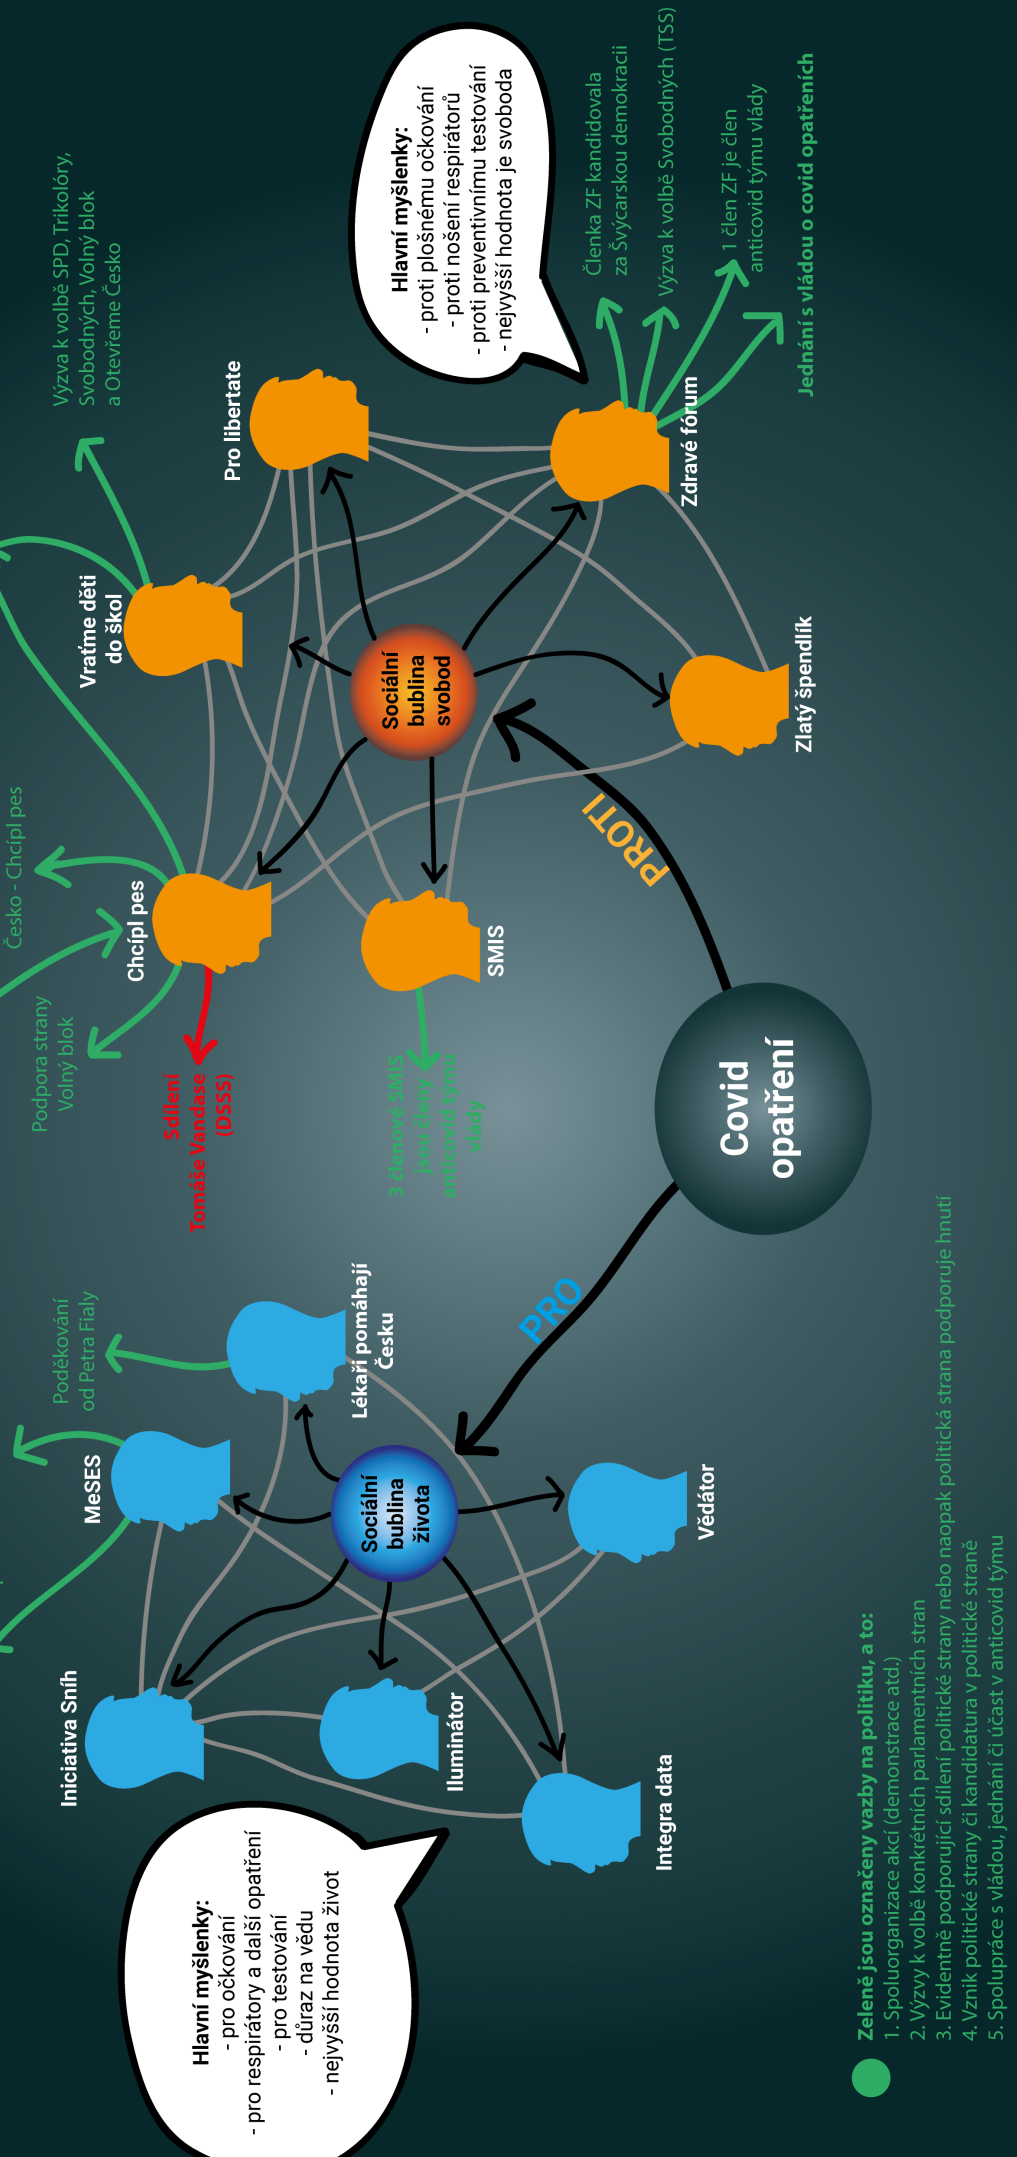 Hlavní myšlenky:
- pro očkování
- pro respirátory a další opatření
- pro testování
- důraz na vědu
- nejvyšší hodnota život
Iniciativa Sníh
MeSES
Poděkování
od Petra Fialy
Lékaři pomáhají
Česku
Sociální
bublina
života
Iluminátor
Integra data
Vědátor
PRO
Covid
opatření
PROTI
Podpora strany
Volný blok
Česko - Chcípl pes
Chcípl pes
Sdílení
Tomáše Vandase
(DSSS)
3 členové SMIS
jsou členy
anticovid týmu
vlády
SMIS
Vraťme děti
do škol
Výzva k volbě SPD, Trikolóry,
Svobodných, Volný blok
a Otevřeme Česko
Pro libertate
Sociální
bublina
svobod
Hlavní myšlenky:
- proti plošnému očkování
- proti nošení respirátorů
- proti preventivnímu testování
- nejvyšší hodnota je svoboda
Zdravé fórum
Zlatý špendlík
Členka ZF kandidovala
za Švýcarskou demokracii
Výzva k volbě Svobodných (TSS)
1 člen ZF je člen
anticovid týmu vlády
Jednání s vládou o covid opatřeních
Zeleně jsou označeny vazby na politiku, a to:
1. Spoluorganizace akcí (demonstrace atd.)
2. Výzvy k volbě konkrétních parlamentních stran
3. Evidentně podporující sdílení politické strany nebo naopak politická strana podporuje hnutí
4. Vznik politické strany či kandidatura v politické straně
5. Spolupráce s vládou, jednání či účast v anticovid týmu